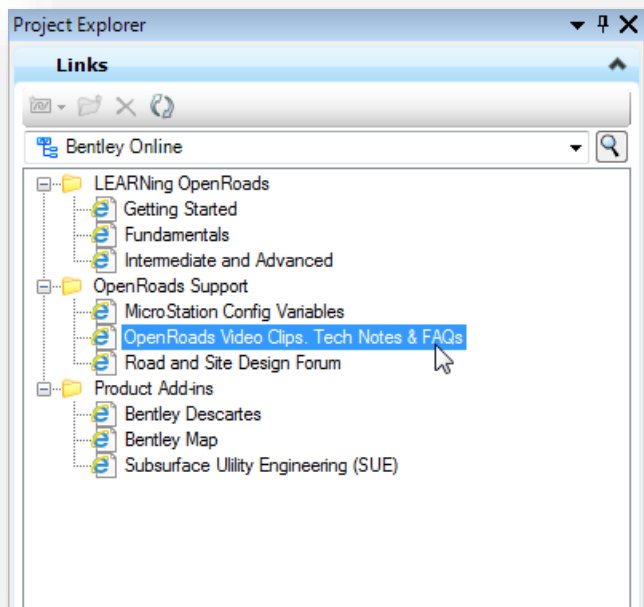 Project Explorer
Links
Bentley Online
LEARNing OpenRoads
Getting Started
Fundamentals
Intermediate and Advanced
OpenRoads Support
MicroStation Config Variables
OpenRoads Video Clips. Tech Notes & FAQs
Road and Site Design Forum
Product Add-ins
Bentley Descartes
Bentley Map
Subsurface Ulility Engineering (SUE)